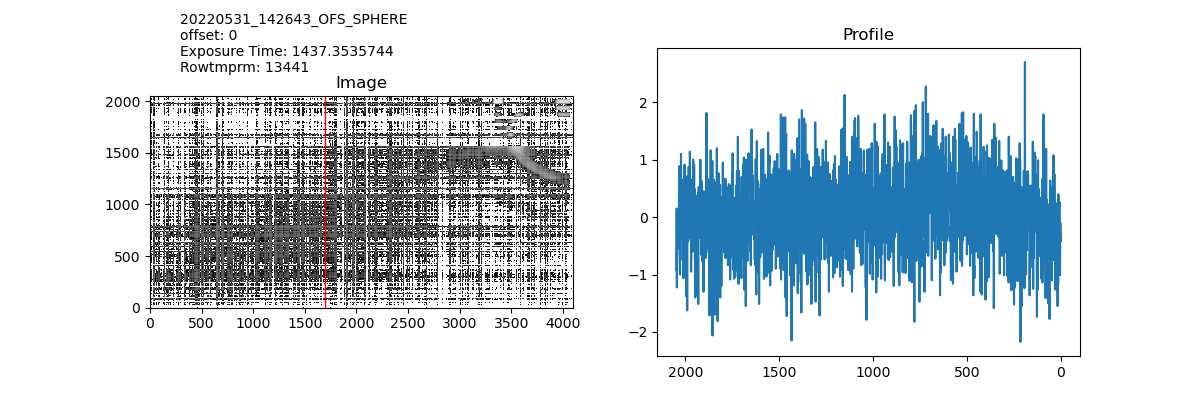 20220531_142643_OFS_SPHERE
offset: 0
Exposure Time: 1437.3535744
Rowtmprm: 13441
Image
2000
1500
1000
500
0
0 500 1000 1500 2000 2500 3000 3500 4000
Profile
2
1
0
−1
−2
2000 1500 1000 500 0